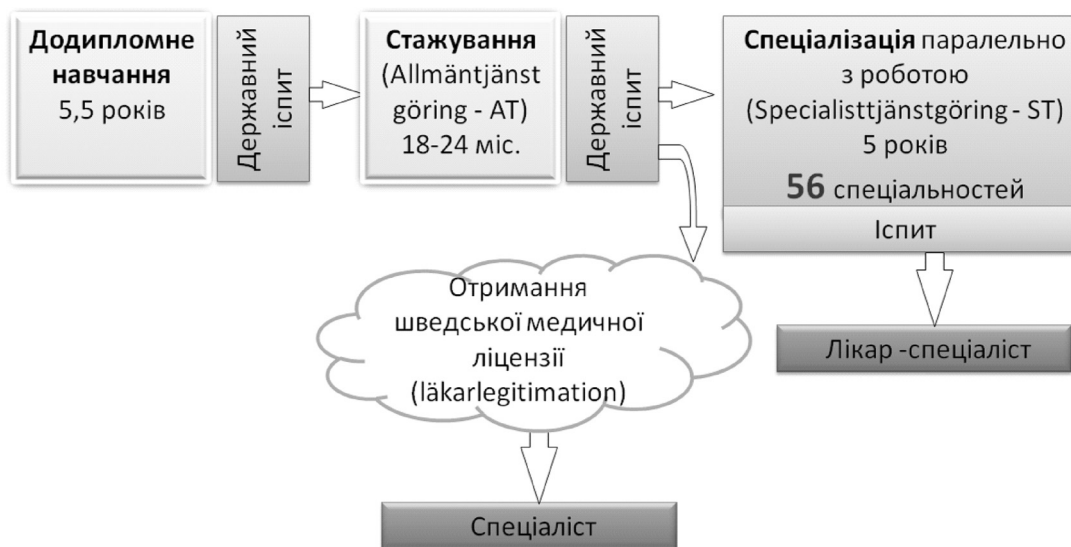 Додипломне
навчання
5,5 років
Державний
іспит
Стажування
(Allmäntjänst
göring - AT)
18-24 міс.
Державний
іспит
Спеціалізація паралельно
з роботою
(Specialisttjänstgöring - ST)
5 років
56 спеціальностей
Іспит
Отримання
шведської медичної
ліцензії
(läkarlegitimation)
Лікар -спеціаліст
Спеціаліст